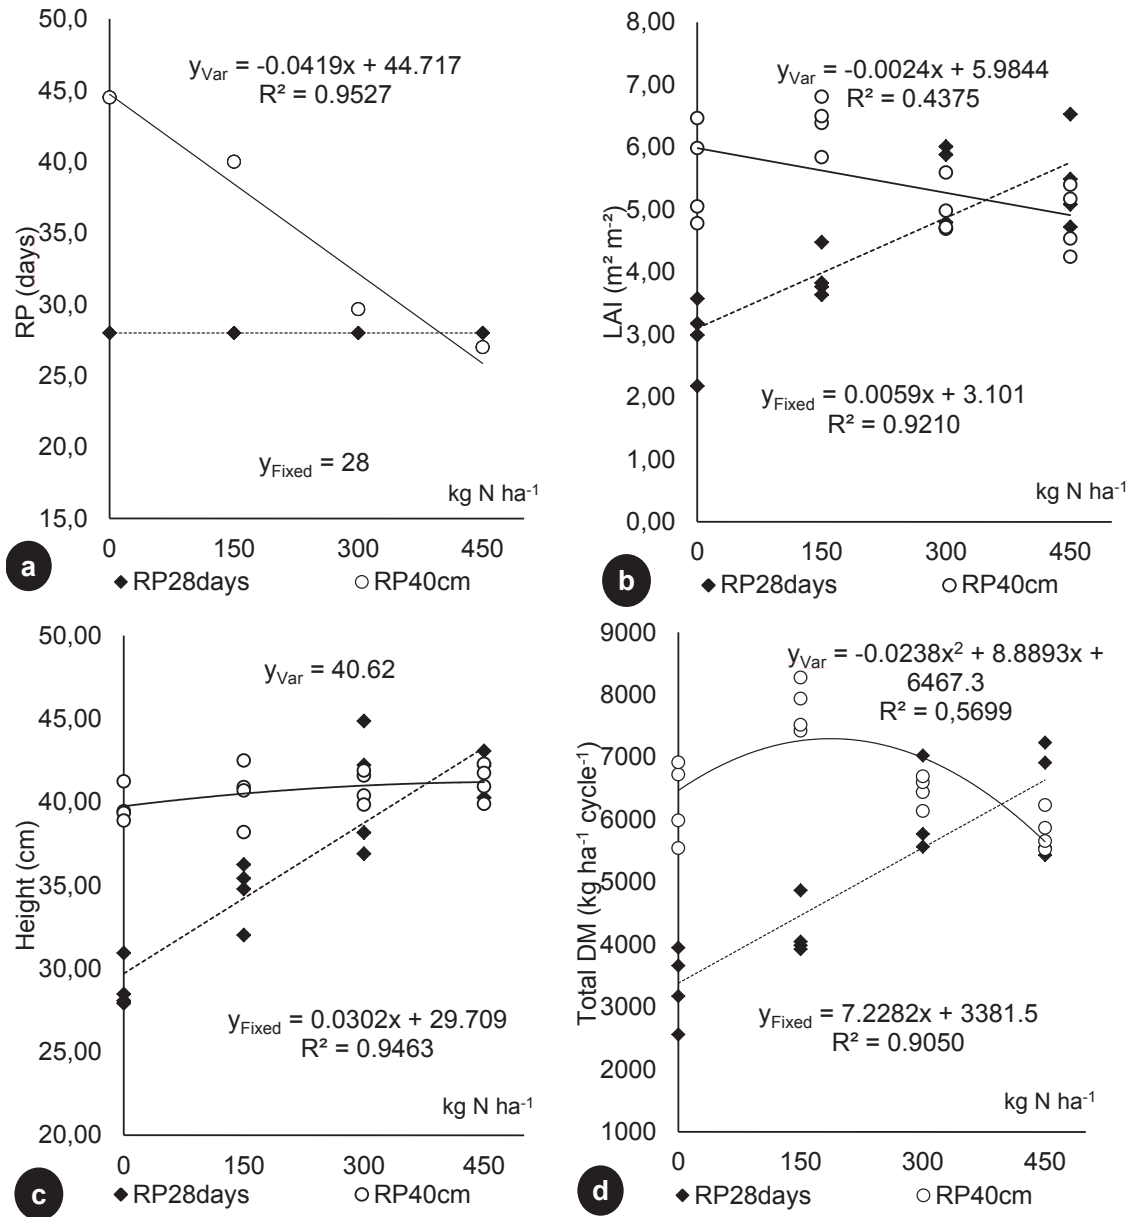 50,0
45,0
40,0
35,0
30,0
25,0
20,0
15,0
RP (days)
y_Var = -0.0419x + 44.717
R² = 0.9527
y_Fixed = 28
kg N ha⁻¹
0 150 300 450
a
◆RP28days ○RP40cm
8,00
7,00
6,00
5,00
4,00
3,00
2,00
1,00
0,00
LAI (m² m⁻²)
y_Var = -0.0024x + 5.9844
R² = 0.4375
y_Fixed = 0.0059x + 3.101
R² = 0.9210
kg N ha⁻¹
0 150 300 450
b
◆RP28days ○RP40cm
50,00
45,00
40,00
35,00
30,00
25,00
20,00
Height (cm)
y_Var = 40.62
y_Fixed = 0.0302x + 29.709
R² = 0.9463
kg N ha⁻¹
0 150 300 450
c
◆RP28days ○RP40cm
9000
8000
7000
6000
5000
4000
3000
2000
1000
Total DM (kg ha⁻¹ cycle⁻¹)
y_Var = -0.0238x² + 8.8893x +
6467.3
R² = 0,5699
y_Fixed = 7.2282x + 3381.5
R² = 0.9050
kg N ha⁻¹
0 150 300 450
d
◆RP28days ○RP40cm